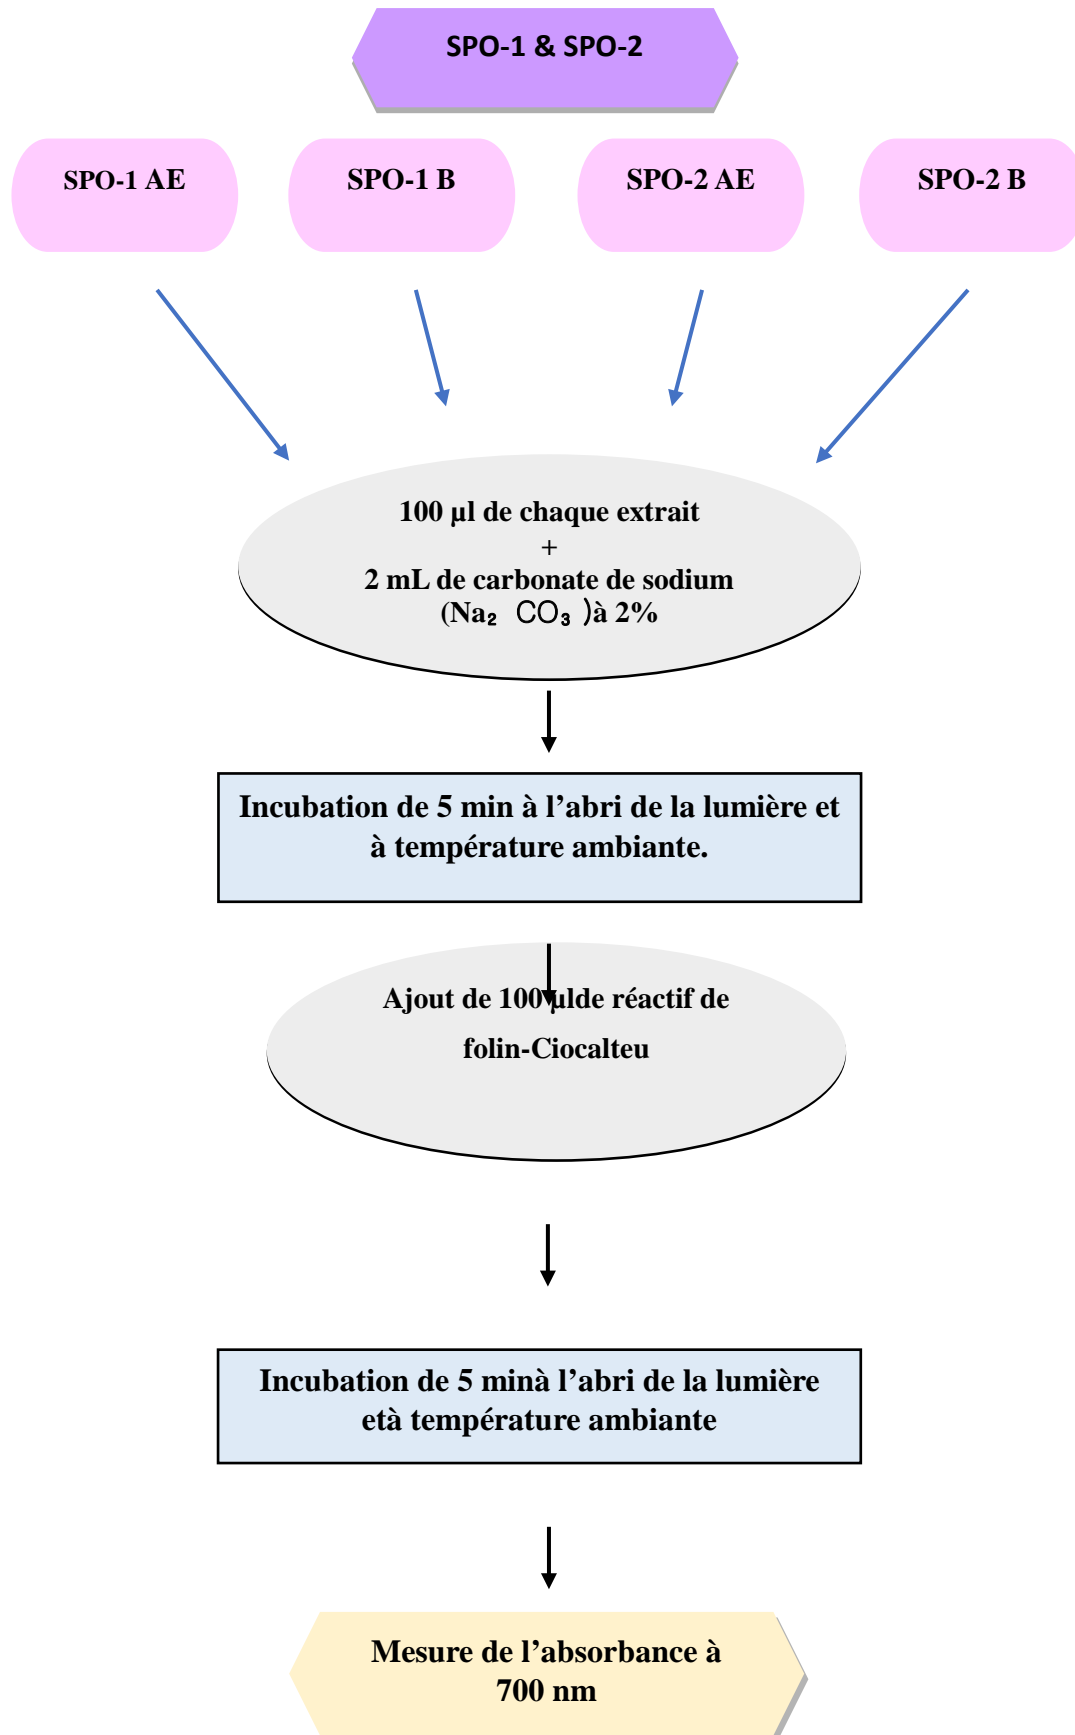 SPO-1 & SPO-2
SPO-1 AE
SPO-1 B
SPO-2 AE
SPO-2 B
100 µl de chaque extrait
+
2 mL de carbonate de sodium
(Na₂ CO₃ )à 2%
Incubation de 5 min à l’abri de la lumière et
à température ambiante.
Ajout de 100 µlde réactif de
folin-Ciocalteu
Incubation de 5 minà l’abri de la lumière
età température ambiante
Mesure de l’absorbance à
700 nm